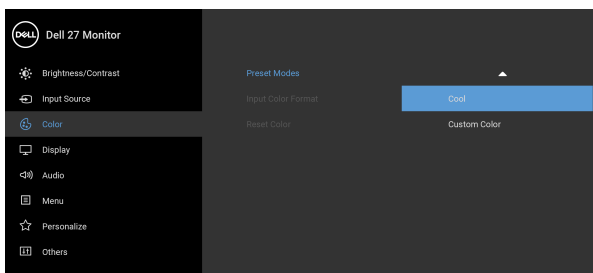 DELL Dell 27 Monitor
Brightness/Contrast Preset Modes
Input Source Input Color Format Cool
Color Reset Color Custom Color
Display
Audio
Menu
Personalize
Others